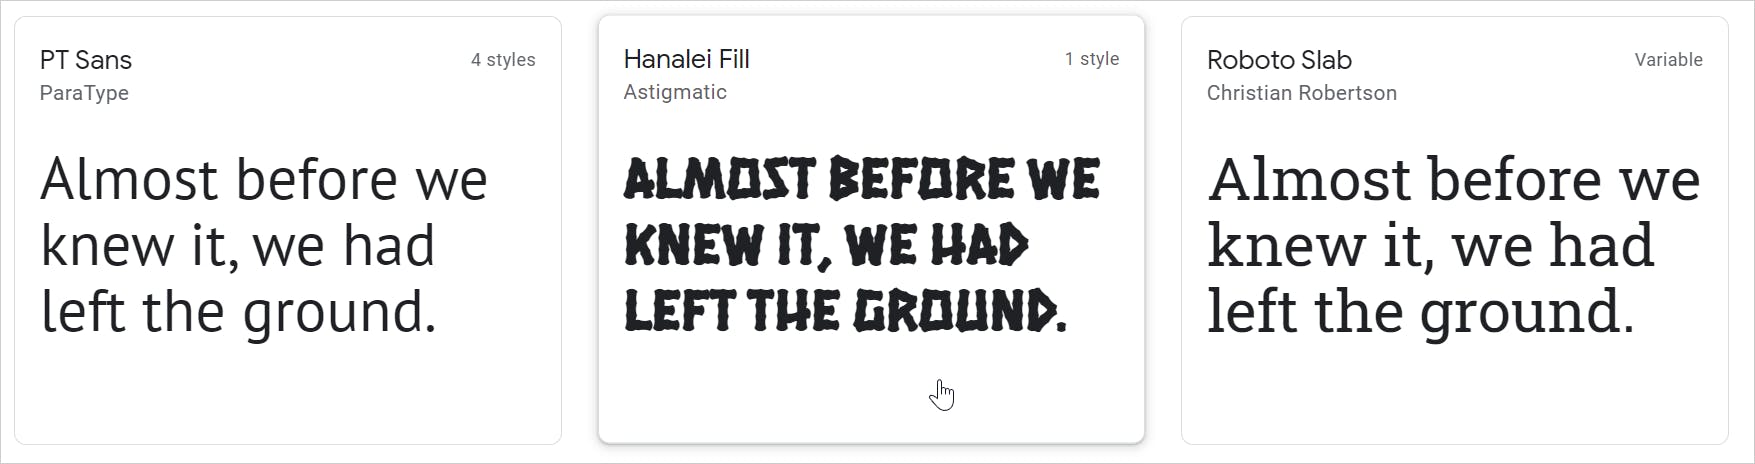 PT Sans
4 styles
ParaType
Almost before we
knew it, we had
left the ground.
Hanalei Fill
1 style
Astigmatic
ALMOST BEFORE WE
KNEW IT, WE HAD
LEFT THE GROUND.
Roboto Slab
Variable
Christian Robertson
Almost before we
knew it, we had
left the ground.